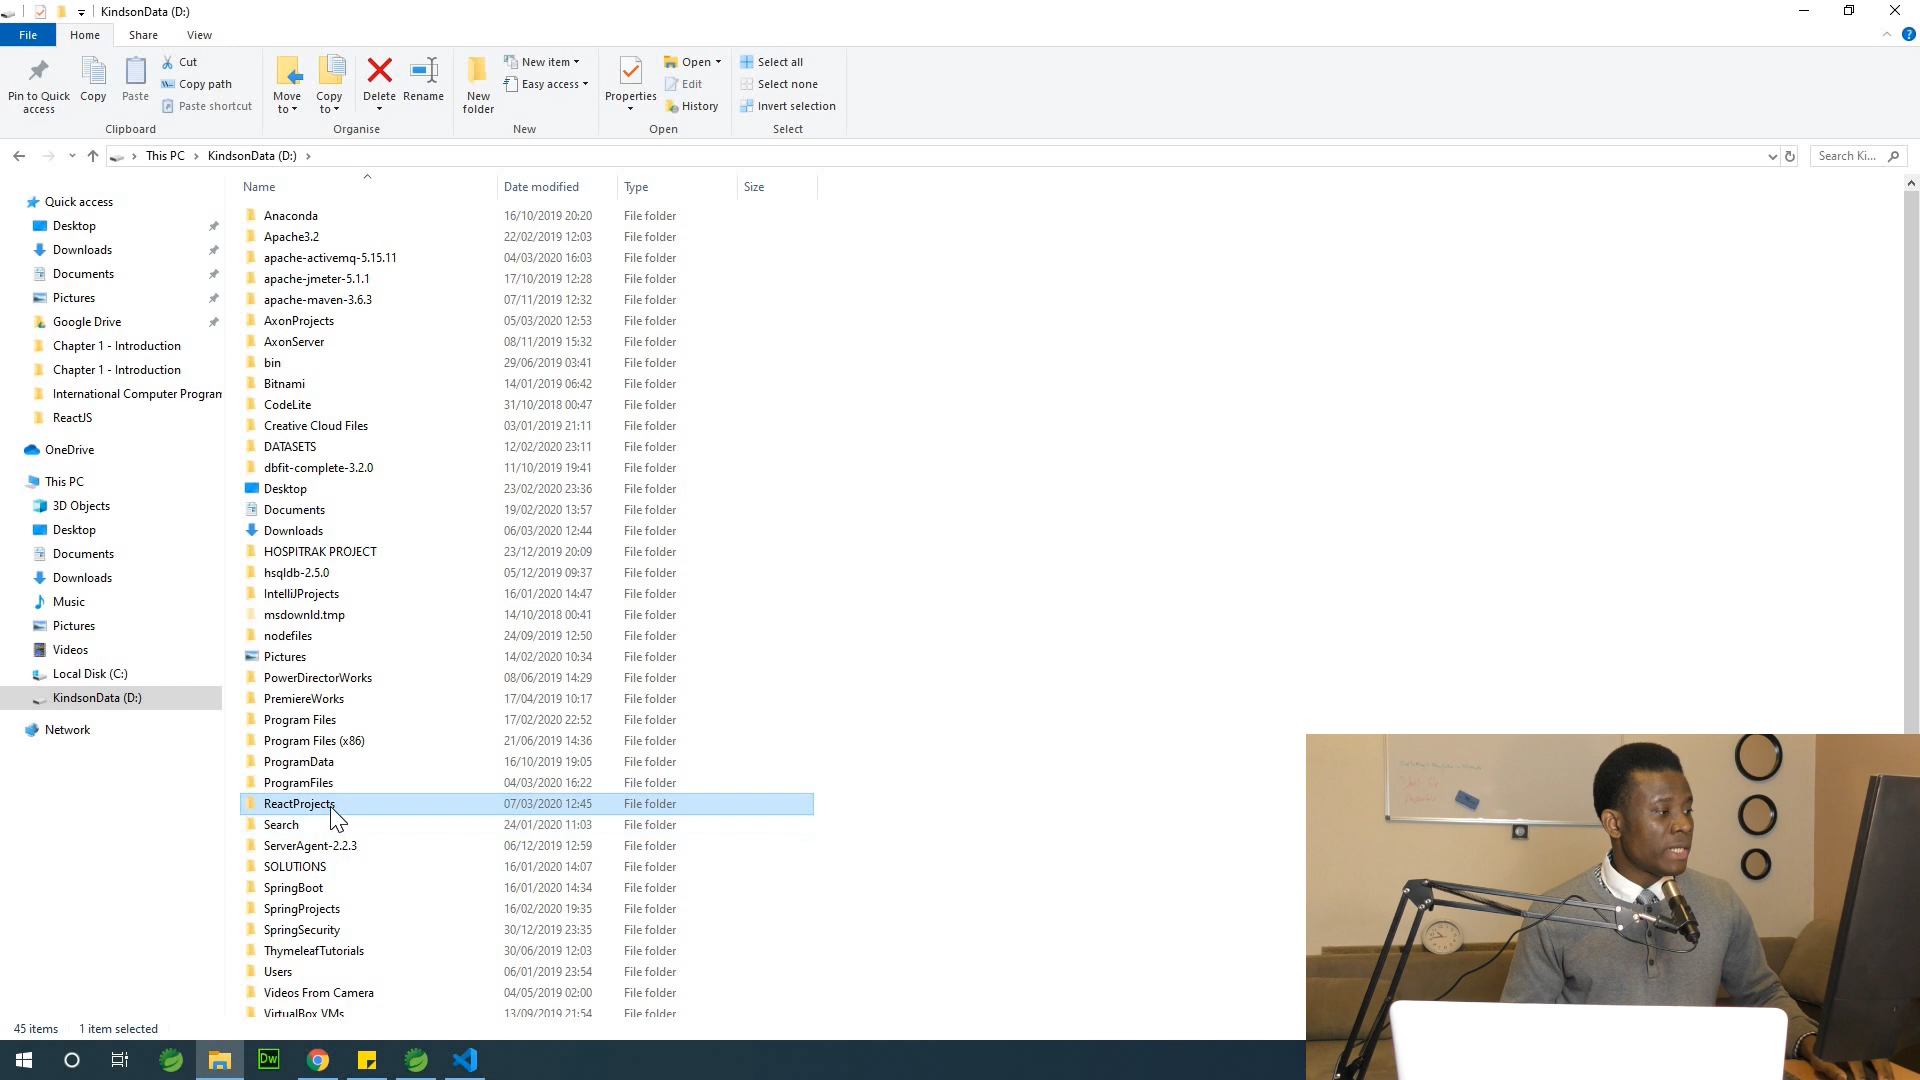 KindsonData (D:)
File
Home
Share
View
Pin to Quick access
Copy
Paste
Cut
Copy path
Paste shortcut
Clipboard
Move to
Copy to
Delete
Rename
Organise
New folder
New item
Easy access
New
Properties
Open
Edit
History
Open
Select all
Select none
Invert selection
Select
This PC > KindsonData (D:) >
Search Ki...
Quick access
Desktop
Downloads
Documents
Pictures
Google Drive
Chapter 1 - Introduction
Chapter 1 - Introduction
International Computer Program
ReactJS
OneDrive
This PC
3D Objects
Desktop
Documents
Downloads
Music
Pictures
Videos
Local Disk (C:)
KindsonData (D:)
Network
Name Date modified Type Size
Anaconda 16/10/2019 20:20 File folder
Apache3.2 22/02/2019 12:03 File folder
apache-activemq-5.15.11 04/03/2020 16:03 File folder
apache-jmeter-5.1.1 17/10/2019 12:28 File folder
apache-maven-3.6.3 07/11/2019 12:32 File folder
AxonProjects 05/03/2020 12:53 File folder
AxonServer 08/11/2019 15:32 File folder
bin 29/06/2019 03:41 File folder
Bitnami 14/01/2019 06:42 File folder
CodeLite 31/10/2018 00:47 File folder
Creative Cloud Files 03/01/2019 21:11 File folder
DATASETS 12/02/2020 23:11 File folder
dbfit-complete-3.2.0 11/10/2019 19:41 File folder
Desktop 23/02/2020 23:36 File folder
Documents 19/02/2020 13:57 File folder
Downloads 06/03/2020 12:44 File folder
HOSPITRAK PROJECT 23/12/2019 20:09 File folder
hsqldb-2.5.0 05/12/2019 09:37 File folder
IntelliJProjects 16/01/2020 14:47 File folder
msdownld.tmp 14/10/2018 00:41 File folder
nodefiles 24/09/2019 12:50 File folder
Pictures 14/02/2020 10:34 File folder
PowerDirectorWorks 08/06/2019 14:29 File folder
PremiereWorks 17/04/2019 10:17 File folder
Program Files 17/02/2020 22:52 File folder
Program Files (x86) 21/06/2019 14:36 File folder
ProgramData 16/10/2019 19:05 File folder
ProgramFiles 04/03/2020 16:22 File folder
ReactProjects 07/03/2020 12:45 File folder
Search 24/01/2020 11:03 File folder
ServerAgent-2.2.3 06/12/2019 12:59 File folder
SOLUTIONS 16/01/2020 14:07 File folder
SpringBoot 16/01/2020 14:34 File folder
SpringProjects 16/02/2020 19:35 File folder
SpringSecurity 30/12/2019 23:35 File folder
ThymeleafTutorials 30/06/2019 12:03 File folder
Users 06/01/2019 23:54 File folder
Videos From Camera 04/05/2019 02:00 File folder
VirtualBox VMs 13/09/2019 21:54 File folder
45 items 1 item selected
Dw